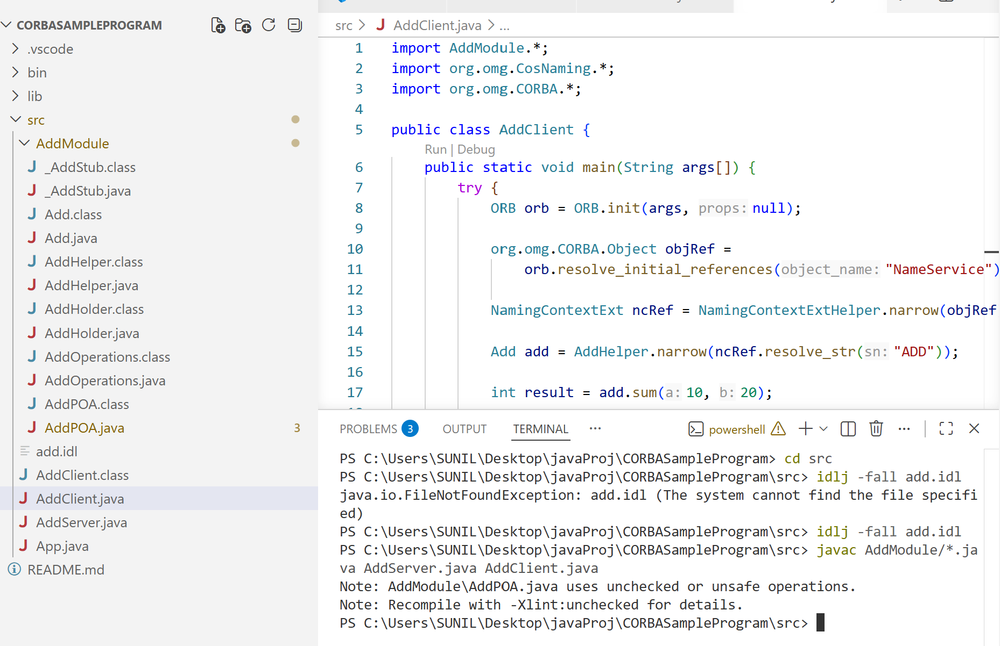 CORBASAMPLEPROGRAM
.vscode
bin
lib
src
AddModule
_AddStub.class
_AddStub.java
Add.class
Add.java
AddHelper.class
AddHelper.java
AddHolder.class
AddHolder.java
AddOperations.class
AddOperations.java
AddPOA.class
AddPOA.java 3
add.idl
AddClient.class
AddClient.java
AddServer.java
App.java
README.md
src > AddClient.java > ...
1 import AddModule.*;
2 import org.omg.CosNaming.*;
3 import org.omg.CORBA.*;
4
5 public class AddClient {
Run | Debug
6 public static void main(String args[]) {
7 try {
8 ORB orb = ORB.init(args, props: null);
9
10 org.omg.CORBA.Object objRef =
11 orb.resolve_initial_references(object_name: "NameService")
12
13 NamingContextExt ncRef = NamingContextExtHelper.narrow(objRef
14
15 Add add = AddHelper.narrow(ncRef.resolve_str(sn: "ADD"));
16
17 int result = add.sum(a: 10, b: 20);
PROBLEMS 3 OUTPUT TERMINAL ... powershell
PS C:\Users\SUNIL\Desktop\javaProj\CORBASampleProgram> cd src
PS C:\Users\SUNIL\Desktop\javaProj\CORBASampleProgram\src> idlj -fall add.idl
java.io.FileNotFoundException: add.idl (The system cannot find the file specifi
ed)
PS C:\Users\SUNIL\Desktop\javaProj\CORBASampleProgram\src> idlj -fall add.idl
PS C:\Users\SUNIL\Desktop\javaProj\CORBASampleProgram\src> javac AddModule/*.ja
va AddServer.java AddClient.java
Note: AddModule\AddPOA.java uses unchecked or unsafe operations.
Note: Recompile with -Xlint:unchecked for details.
PS C:\Users\SUNIL\Desktop\javaProj\CORBASampleProgram\src>